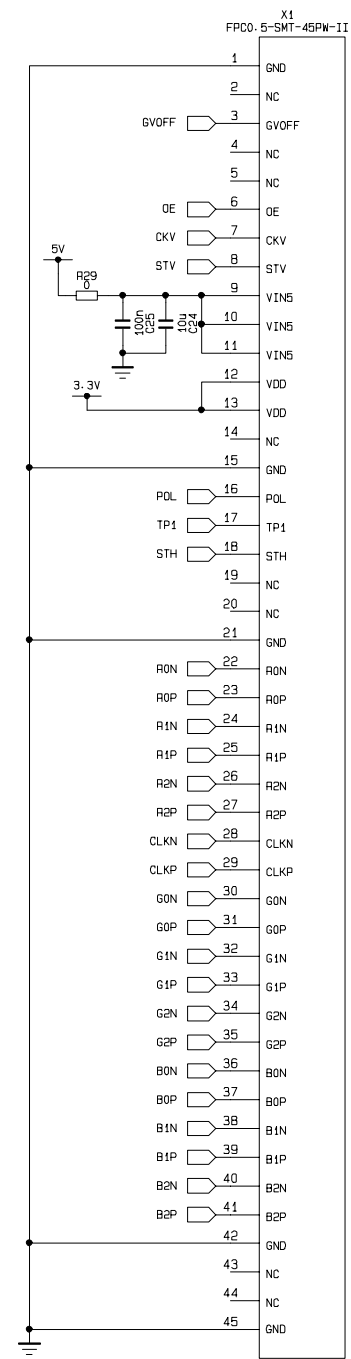 X1
FPC0.5-SMT-45PW-II
1 GND
2 NC
GVOFF 3 GVOFF
4 NC
5 NC
OE 6 OE
CKV 7 CKV
5V STV 8 STV
R29 0 9 VIN5
100n C25 10u C24 10 VIN5
11 VIN5
3.3V 12 VDD
13 VDD
14 NC
15 GND
POL 16 POL
TP1 17 TP1
STH 18 STH
19 NC
20 NC
21 GND
R0N 22 R0N
R0P 23 R0P
R1N 24 R1N
R1P 25 R1P
R2N 26 R2N
R2P 27 R2P
CLKN 28 CLKN
CLKP 29 CLKP
G0N 30 G0N
G0P 31 G0P
G1N 32 G1N
G1P 33 G1P
G2N 34 G2N
G2P 35 G2P
B0N 36 B0N
B0P 37 B0P
B1N 38 B1N
B1P 39 B1P
B2N 40 B2N
B2P 41 B2P
42 GND
43 NC
44 NC
45 GND